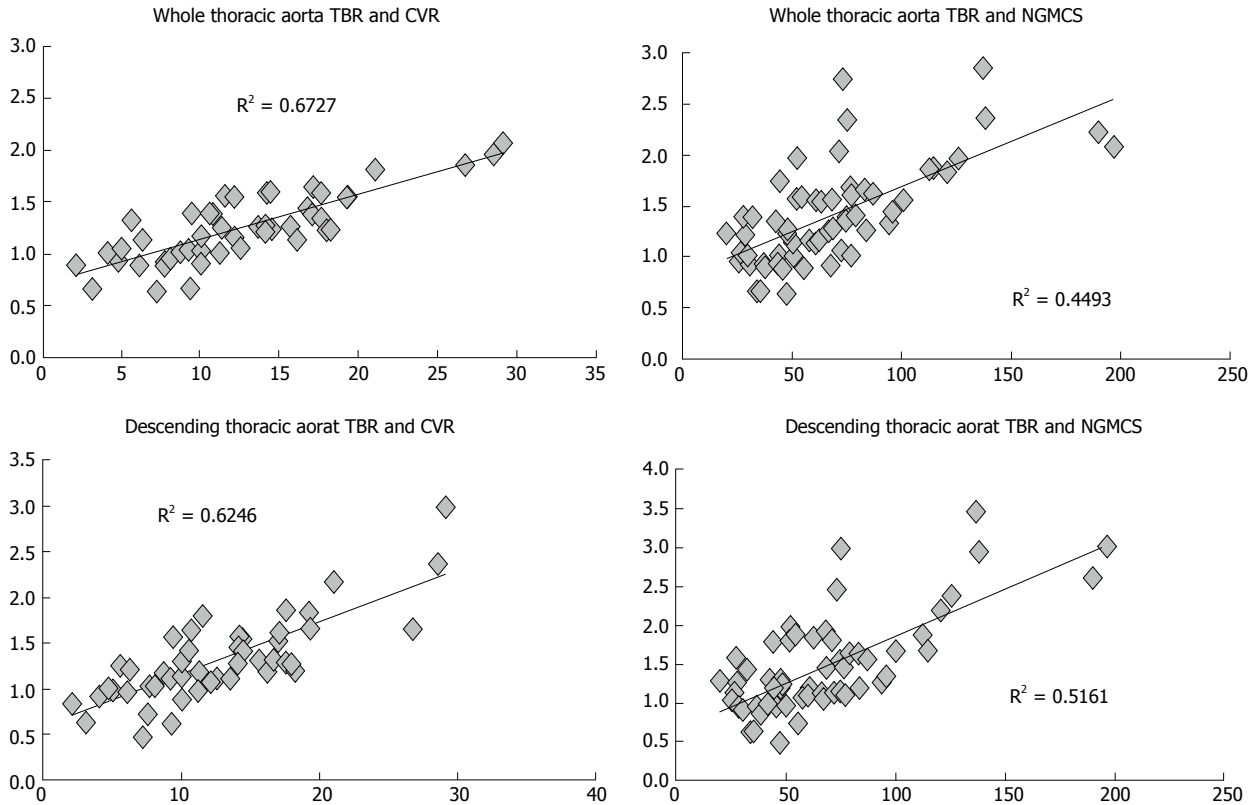 Whole thoracic aorta TBR and CVR
3.0
2.5
2.0
1.5
1.0
0.5
0.0
R² = 0.6727
0 5 10 15 20 25 30 35
Whole thoracic aorta TBR and NGMCS
3.0
2.5
2.0
1.5
1.0
0.5
0.0
R² = 0.4493
0 50 100 150 200 250
Descending thoracic aorat TBR and CVR
3.5
3.0
2.5
2.0
1.5
1.0
0.5
0.0
R² = 0.6246
0 10 20 30 40
Descending thoracic aorat TBR and NGMCS
4.0
3.5
3.0
2.5
2.0
1.5
1.0
0.5
0.0
R² = 0.5161
0 50 100 150 200 250